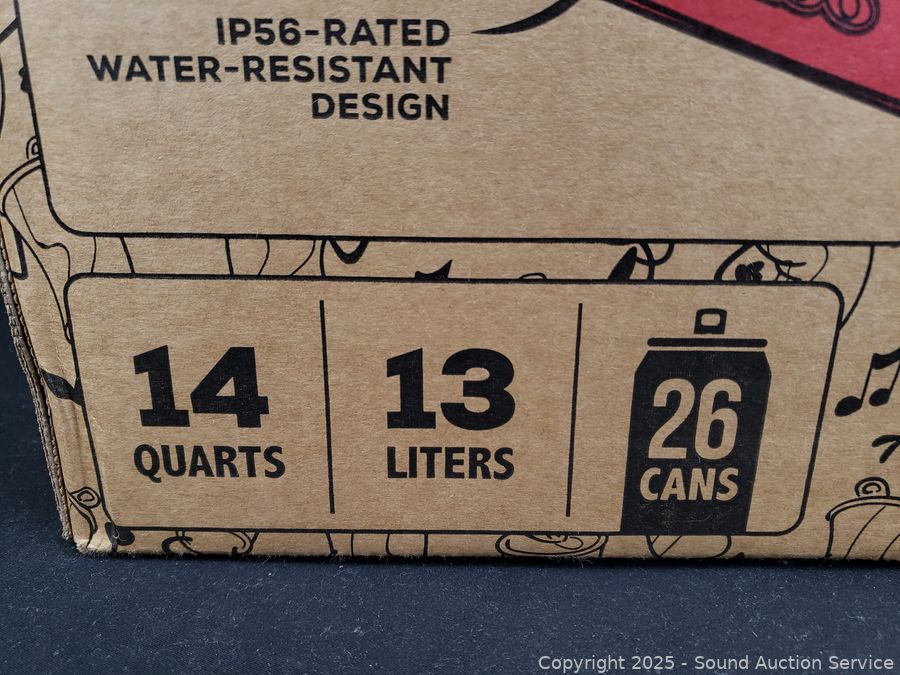 IP56-RATED
WATER-RESISTANT
DESIGN
14
QUARTS
13
LITERS
26
CANS
Copyright 2025 - Sound Auction Service